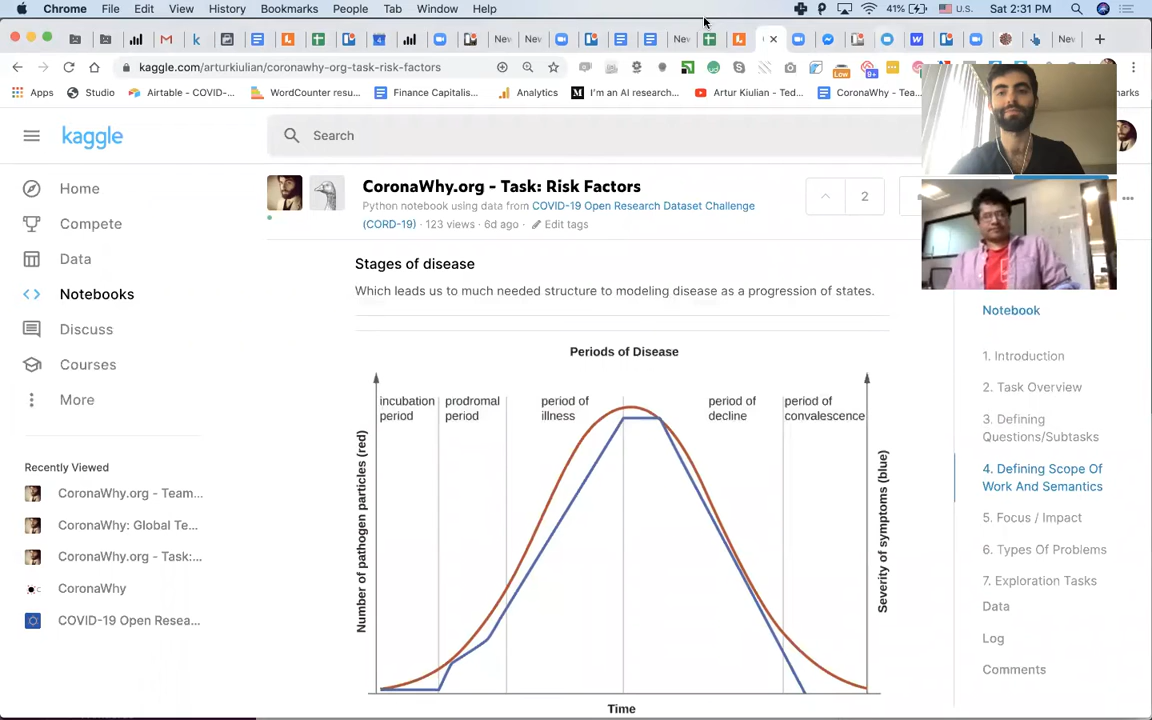 Chrome File Edit View History Bookmarks People Tab Window Help 41% U.S. Sat 2:31 PM
New
kaggle.com/arturkiulian/coronawhy-org-task-risk-factors
Apps Studio Airtable - COVID-... WordCounter resu... Finance Capitalis... Analytics I'm an AI research... Artur Kiulian - Ted... CoronaWhy - Tea...
kaggle
Search
Home
Compete
Data
Notebooks
Discuss
Courses
More
Recently Viewed
CoronaWhy.org - Team...
CoronaWhy: Global Te...
CoronaWhy.org - Task:...
CoronaWhy
COVID-19 Open Resea...
CoronaWhy.org - Task: Risk Factors
Python notebook using data from COVID-19 Open Research Dataset Challenge
(CORD-19) · 123 views · 6d ago · Edit tags
2
Stages of disease
Which leads us to much needed structure to modeling disease as a progression of states.
Periods of Disease
incubation
period
prodromal
period
period of
illness
period of
decline
period of
convalescence
Number of pathogen particles (red)
Severity of symptoms (blue)
Time
Notebook
1. Introduction
2. Task Overview
3. Defining
Questions/Subtasks
4. Defining Scope Of
Work And Semantics
5. Focus / Impact
6. Types Of Problems
7. Exploration Tasks
Data
Log
Comments